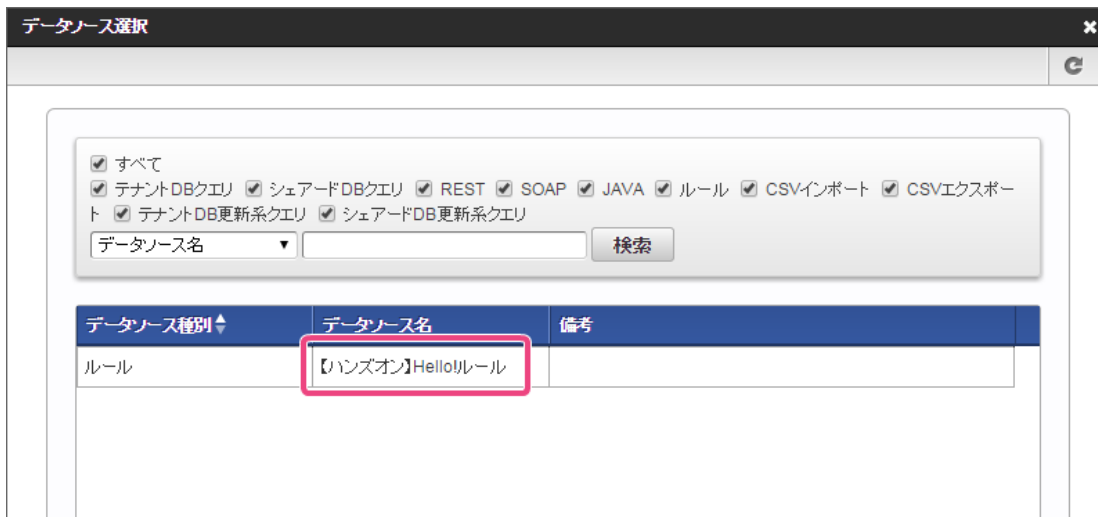 データソース選択
すべて
テナントDBクエリ シェアードDBクエリ REST SOAP JAVA ルール CSVインポート CSVエクスポー
ト テナントDB更新系クエリ シェアードDB更新系クエリ
データソース名 検索
データソース種別 データソース名 備考
ルール 【ハンズオン】Hello!ルール